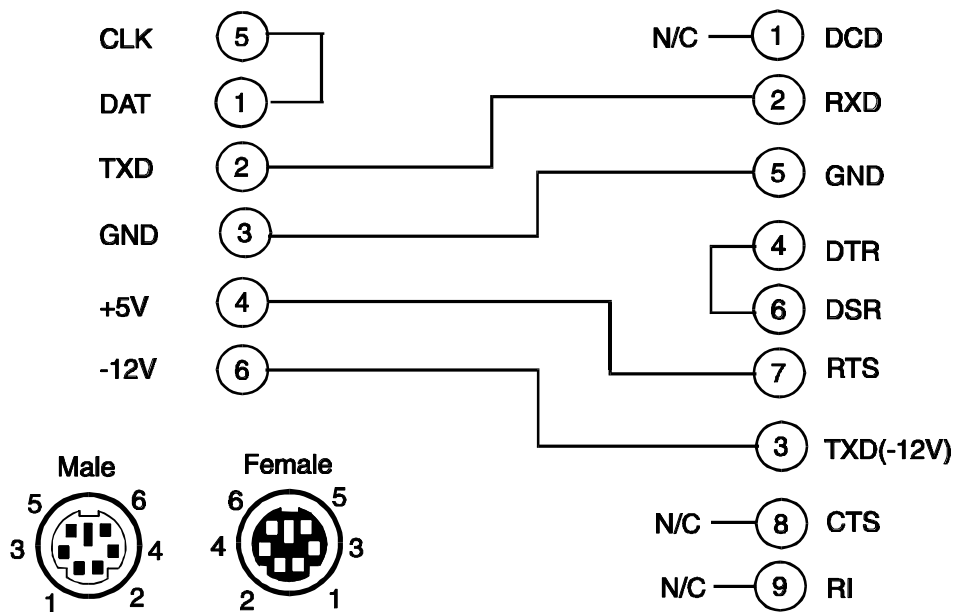 CLK 5 N/C 1 DCD
DAT 1 2 RXD
TXD 2 5 GND
GND 3 4 DTR
+5V 4 6 DSR
-12V 6 7 RTS
3 TXD(-12V)
N/C 8 CTS
N/C 9 RI
Male
5 6
3 4
1 2
Female
6 5
4 3
2 1